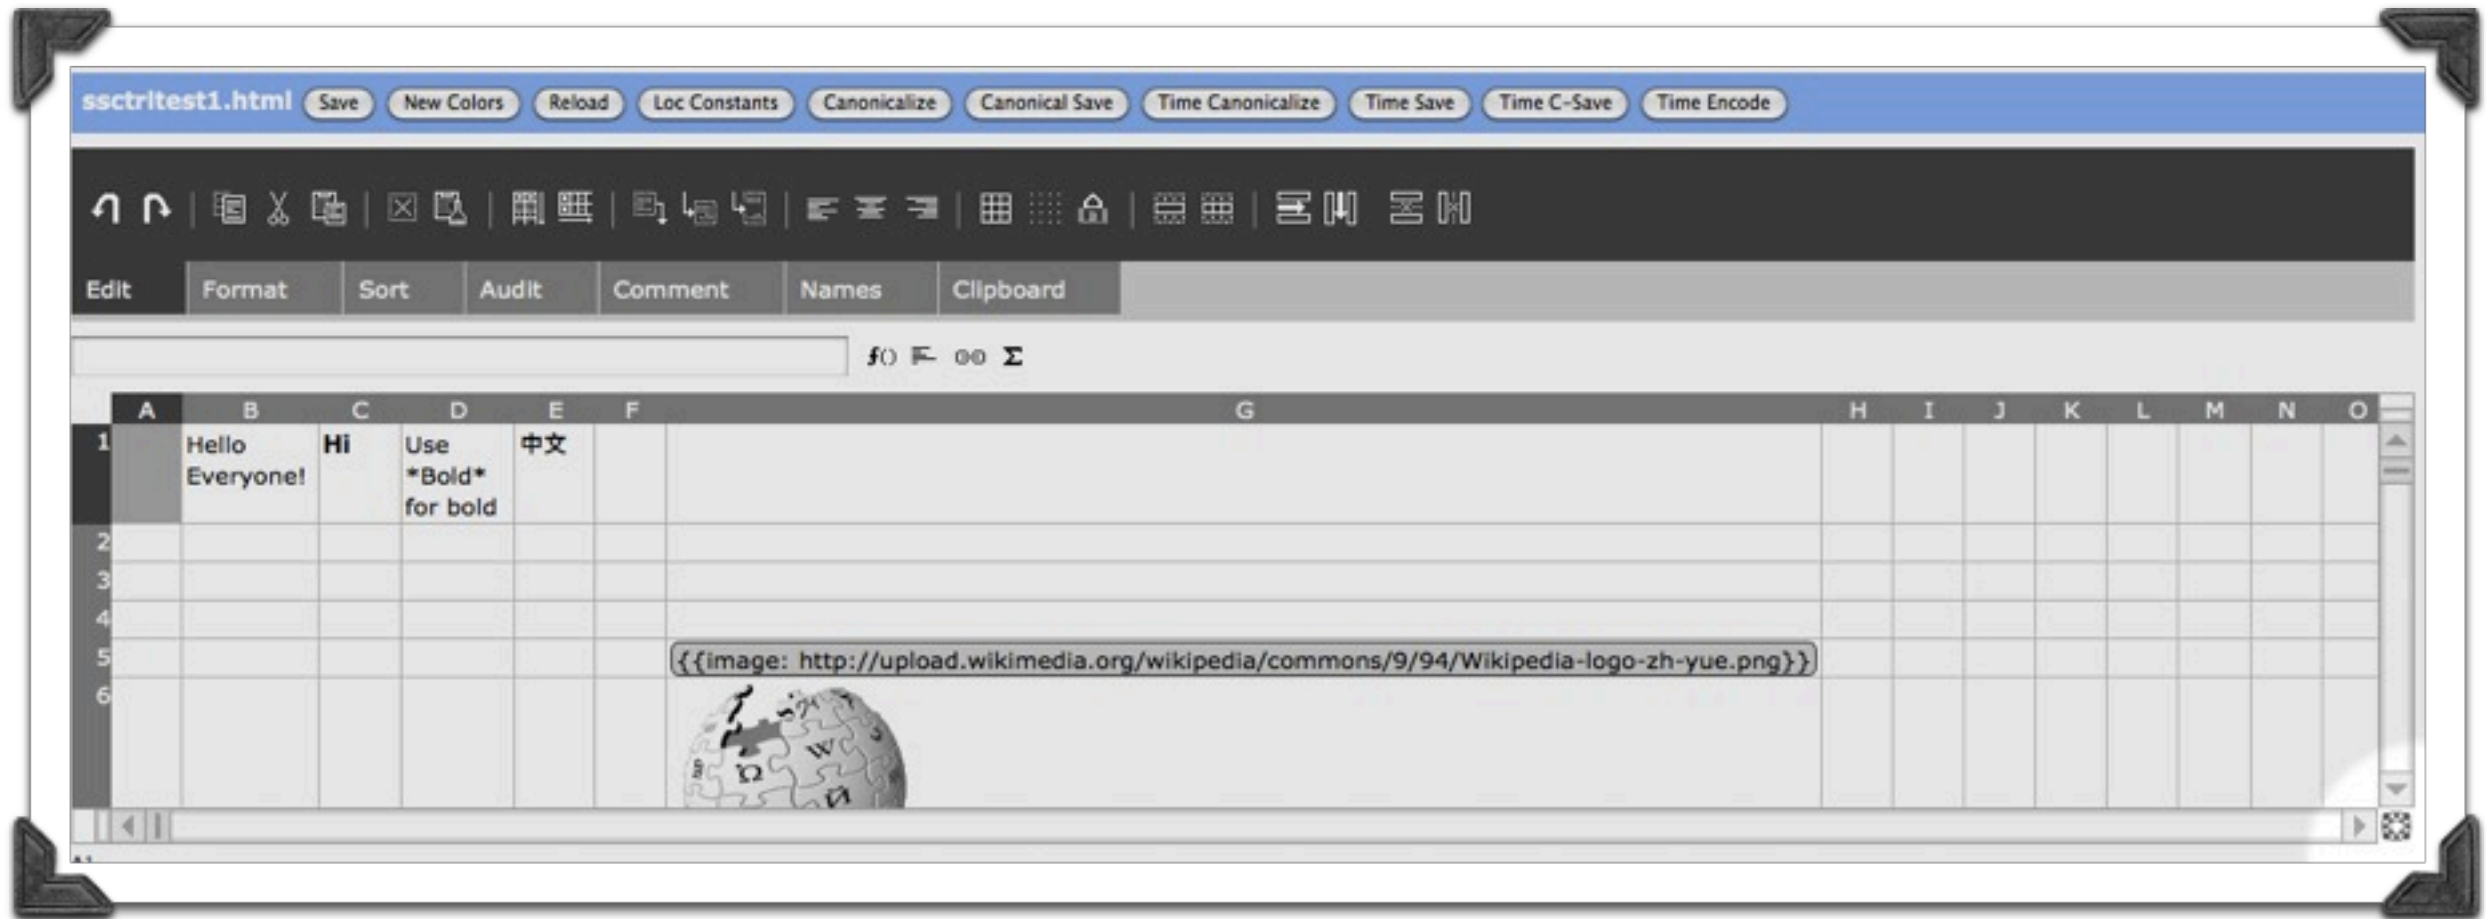 ssctrltest1.html Save New Colors Reload Loc Constants Canonicalize Canonical Save Time Canonicalize Time Save Time C-Save Time Encode
Edit Format Sort Audit Comment Names Clipboard
f() Σ
A B C D E F G H I J K L M N O
1 Hello Hi Use 中文
Everyone! *Bold*
for bold
2
3
4
5 {{image: http://upload.wikimedia.org/wikipedia/commons/9/94/Wikipedia-logo-zh-yue.png}}
6
W
Ω
Й